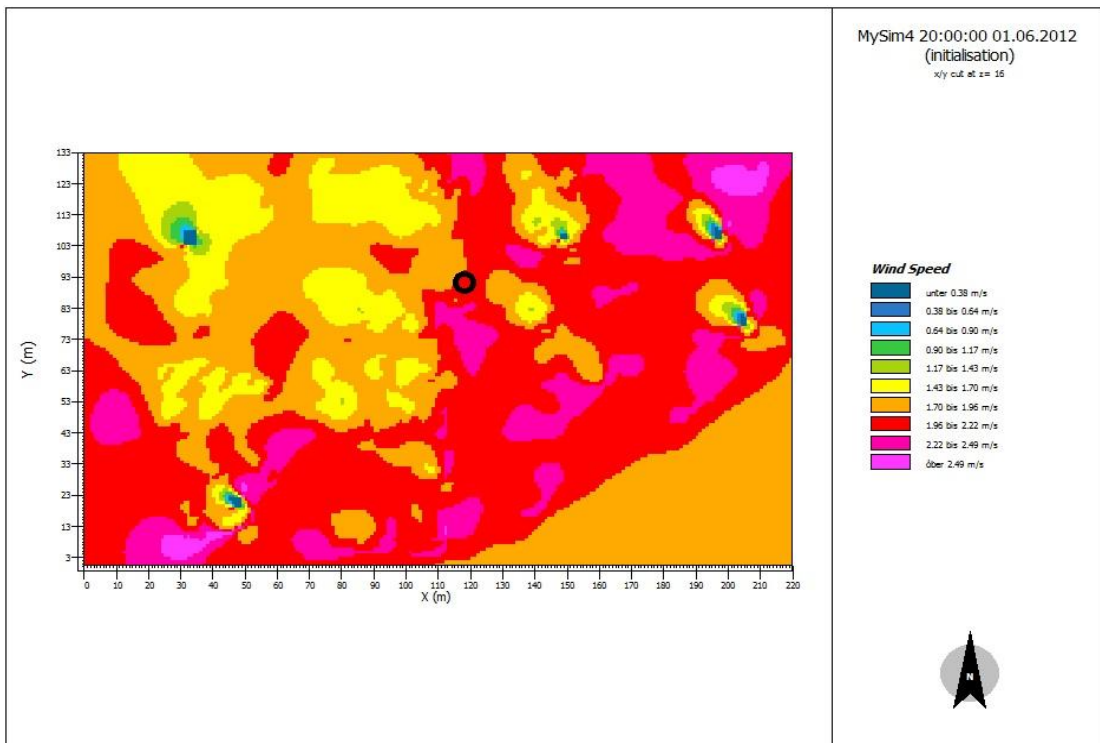 MySim4 20:00:00 01.06.2012
(initialisation)
x/y cut at z= 16
133
123
113
103
93
83
73
63
53
43
33
23
13
3
Y (m)
0 10 20 30 40 50 60 70 80 90 100 110 120 130 140 150 160 170 180 190 200 210 220
X (m)
Wind Speed
unter 0.38 m/s
0.38 bis 0.64 m/s
0.64 bis 0.90 m/s
0.90 bis 1.17 m/s
1.17 bis 1.43 m/s
1.43 bis 1.70 m/s
1.70 bis 1.96 m/s
1.96 bis 2.22 m/s
2.22 bis 2.49 m/s
óber 2.49 m/s
N